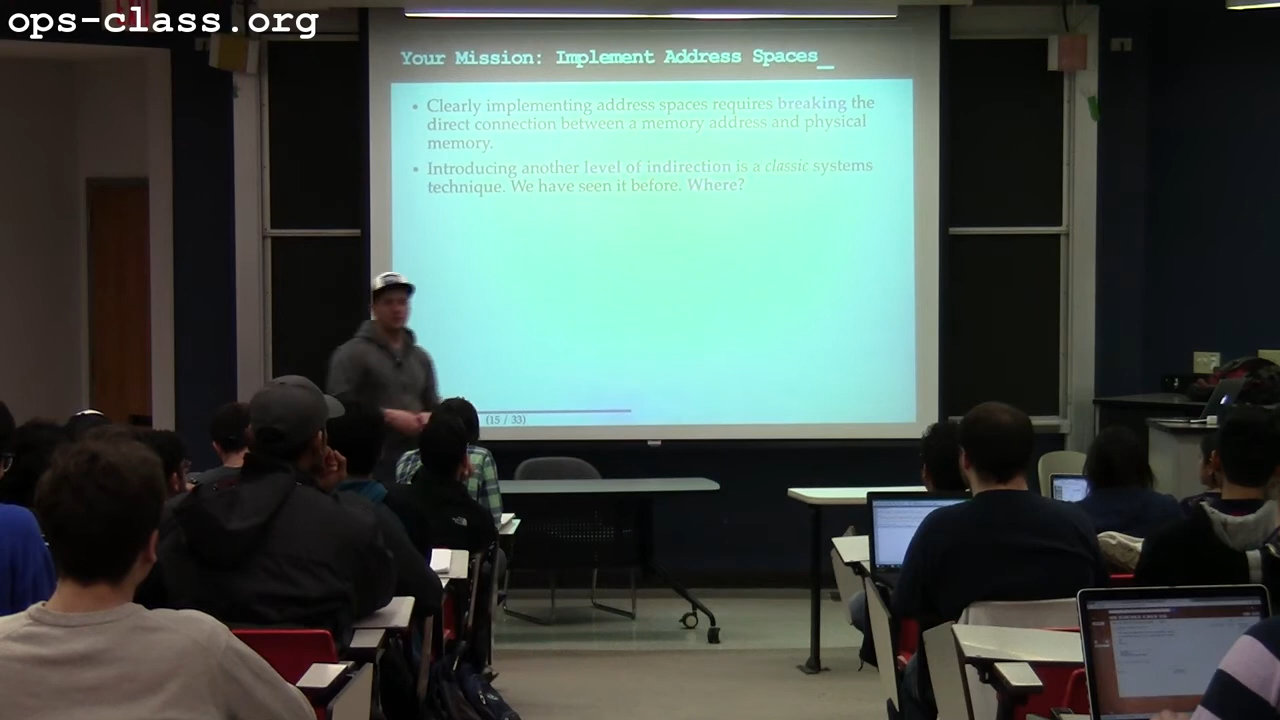 ops-class.org
Your Mission: Implement Address Spaces_
• Clearly implementing address spaces requires breaking the
direct connection between a memory address and physical
memory.
• Introducing another level of indirection is a classic systems
technique. We have seen it before. Where?
(15 / 33)